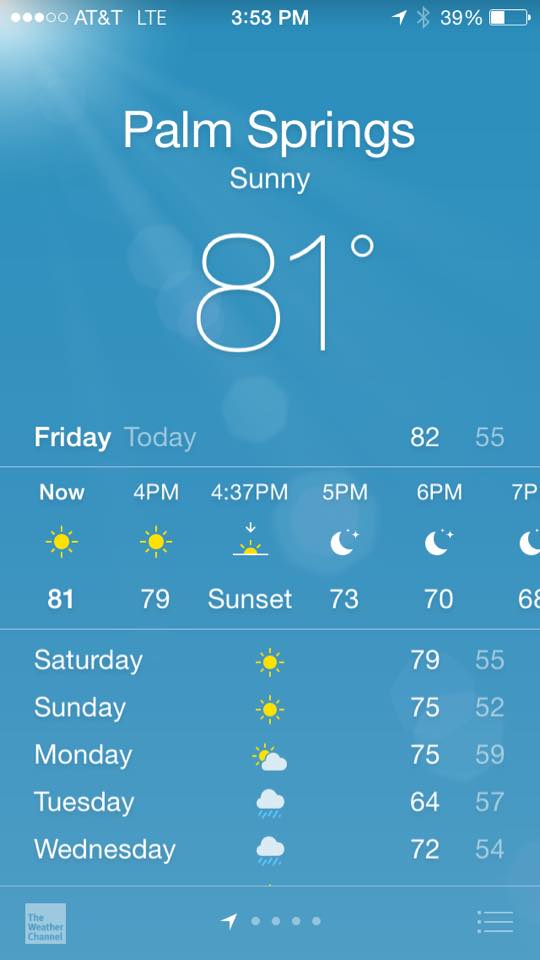 AT&T LTE 3:53 PM 39%
Palm Springs
Sunny
81°
Friday Today 82 55
Now 4PM 4:37PM 5PM 6PM 7P
81 79 Sunset 73 70 68
Saturday 79 55
Sunday 75 52
Monday 75 59
Tuesday 64 57
Wednesday 72 54
The
Weather
Channel